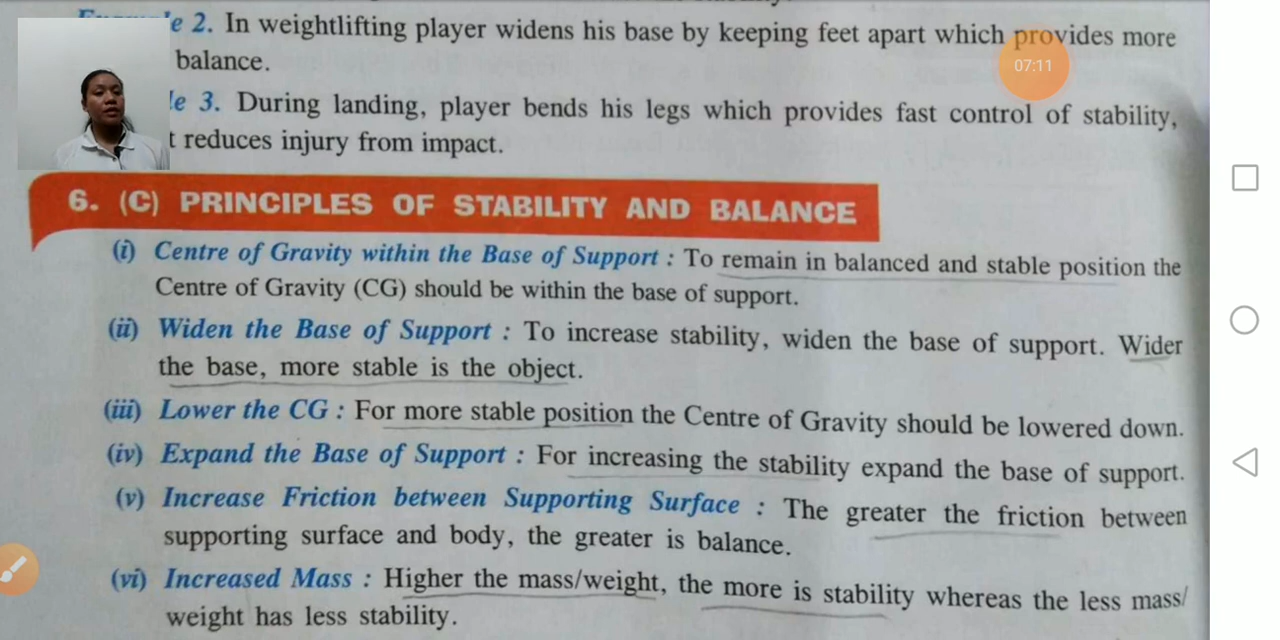 e 2. In weightlifting player widens his base by keeping feet apart which provides more
balance.
07:11
le 3. During landing, player bends his legs which provides fast control of stability,
t reduces injury from impact.
6. (C) PRINCIPLES OF STABILITY AND BALANCE
(i) Centre of Gravity within the Base of Support : To remain in balanced and stable position the
Centre of Gravity (CG) should be within the base of support.
(ii) Widen the Base of Support : To increase stability, widen the base of support. Wider
the base, more stable is the object.
(iii) Lower the CG : For more stable position the Centre of Gravity should be lowered down.
(iv) Expand the Base of Support : For increasing the stability expand the base of support.
(v) Increase Friction between Supporting Surface : The greater the friction between
supporting surface and body, the greater is balance.
(vi) Increased Mass : Higher the mass/weight, the more is stability whereas the less mass/
weight has less stability.